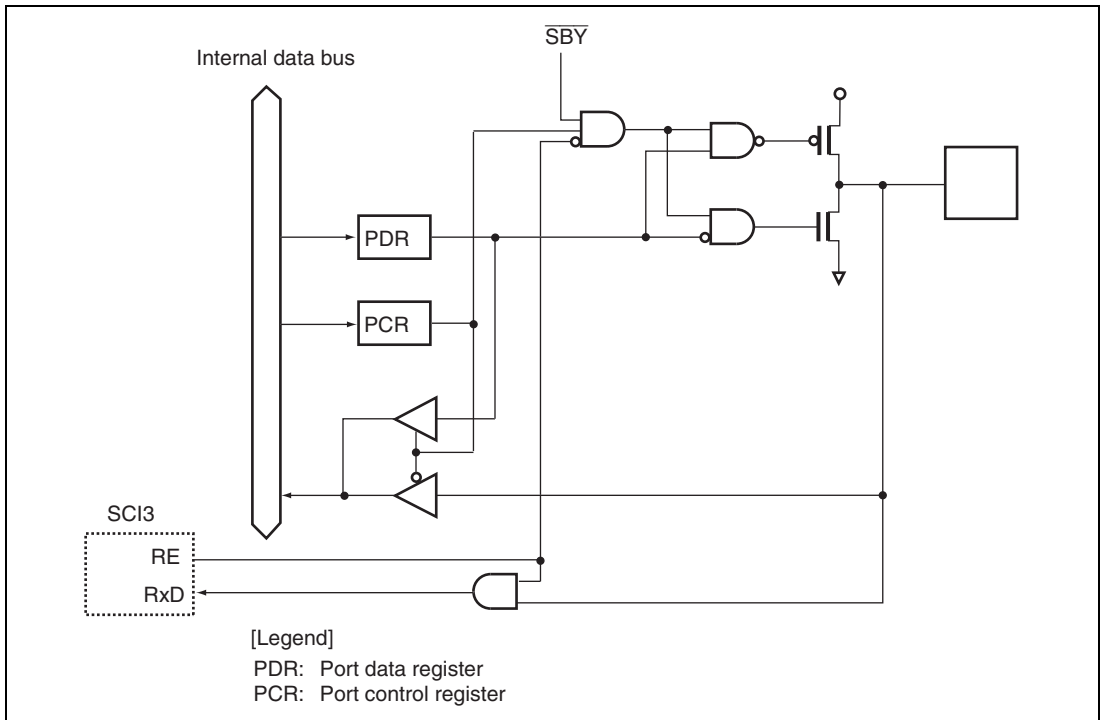 SBY
Internal data bus
PDR
PCR
SCI3
RE
RxD
[Legend]
PDR: Port data register
PCR: Port control register